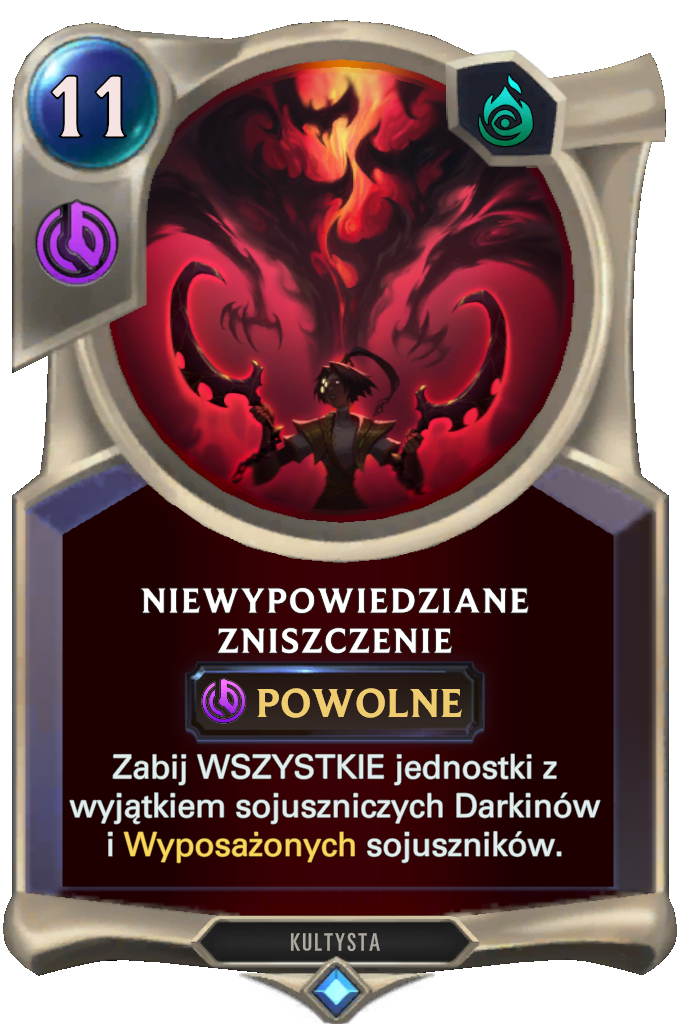 11
NIEWYPOWIEDZIANE
ZNISZCZENIE
POWOLNE
Zabij WSZYSTKIE jednostki z
wyjątkiem sojuszniczych Darkinów
i Wyposażonych sojuszników.
KULTYSTA